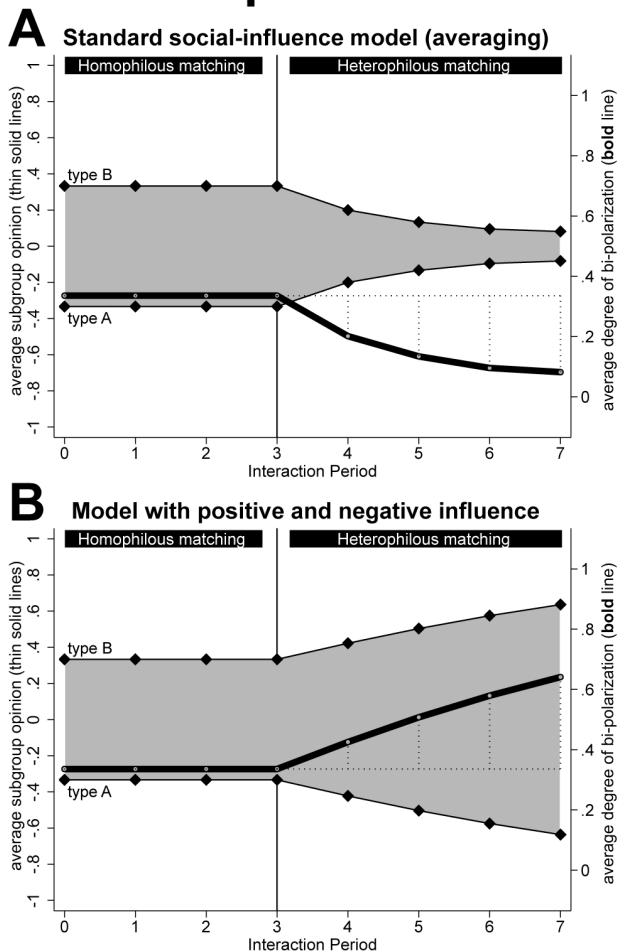 A
Standard social-influence model (averaging)
Homophilous matching
Heterophilous matching
average subgroup opinion (thin solid lines)
1
.8
.6
.4
.2
0
-.2
-.4
-.6
-.8
-1
type B
type A
1
.8
.6
.4
.2
0
average degree of bi-polarization (bold line)
0 1 2 3 4 5 6 7
Interaction Period
B
Model with positive and negative influence
Homophilous matching
Heterophilous matching
average subgroup opinion (thin solid lines)
1
.8
.6
.4
.2
0
-.2
-.4
-.6
-.8
-1
type B
type A
1
.8
.6
.4
.2
0
average degree of bi-polarization (bold line)
0 1 2 3 4 5 6 7
Interaction Period